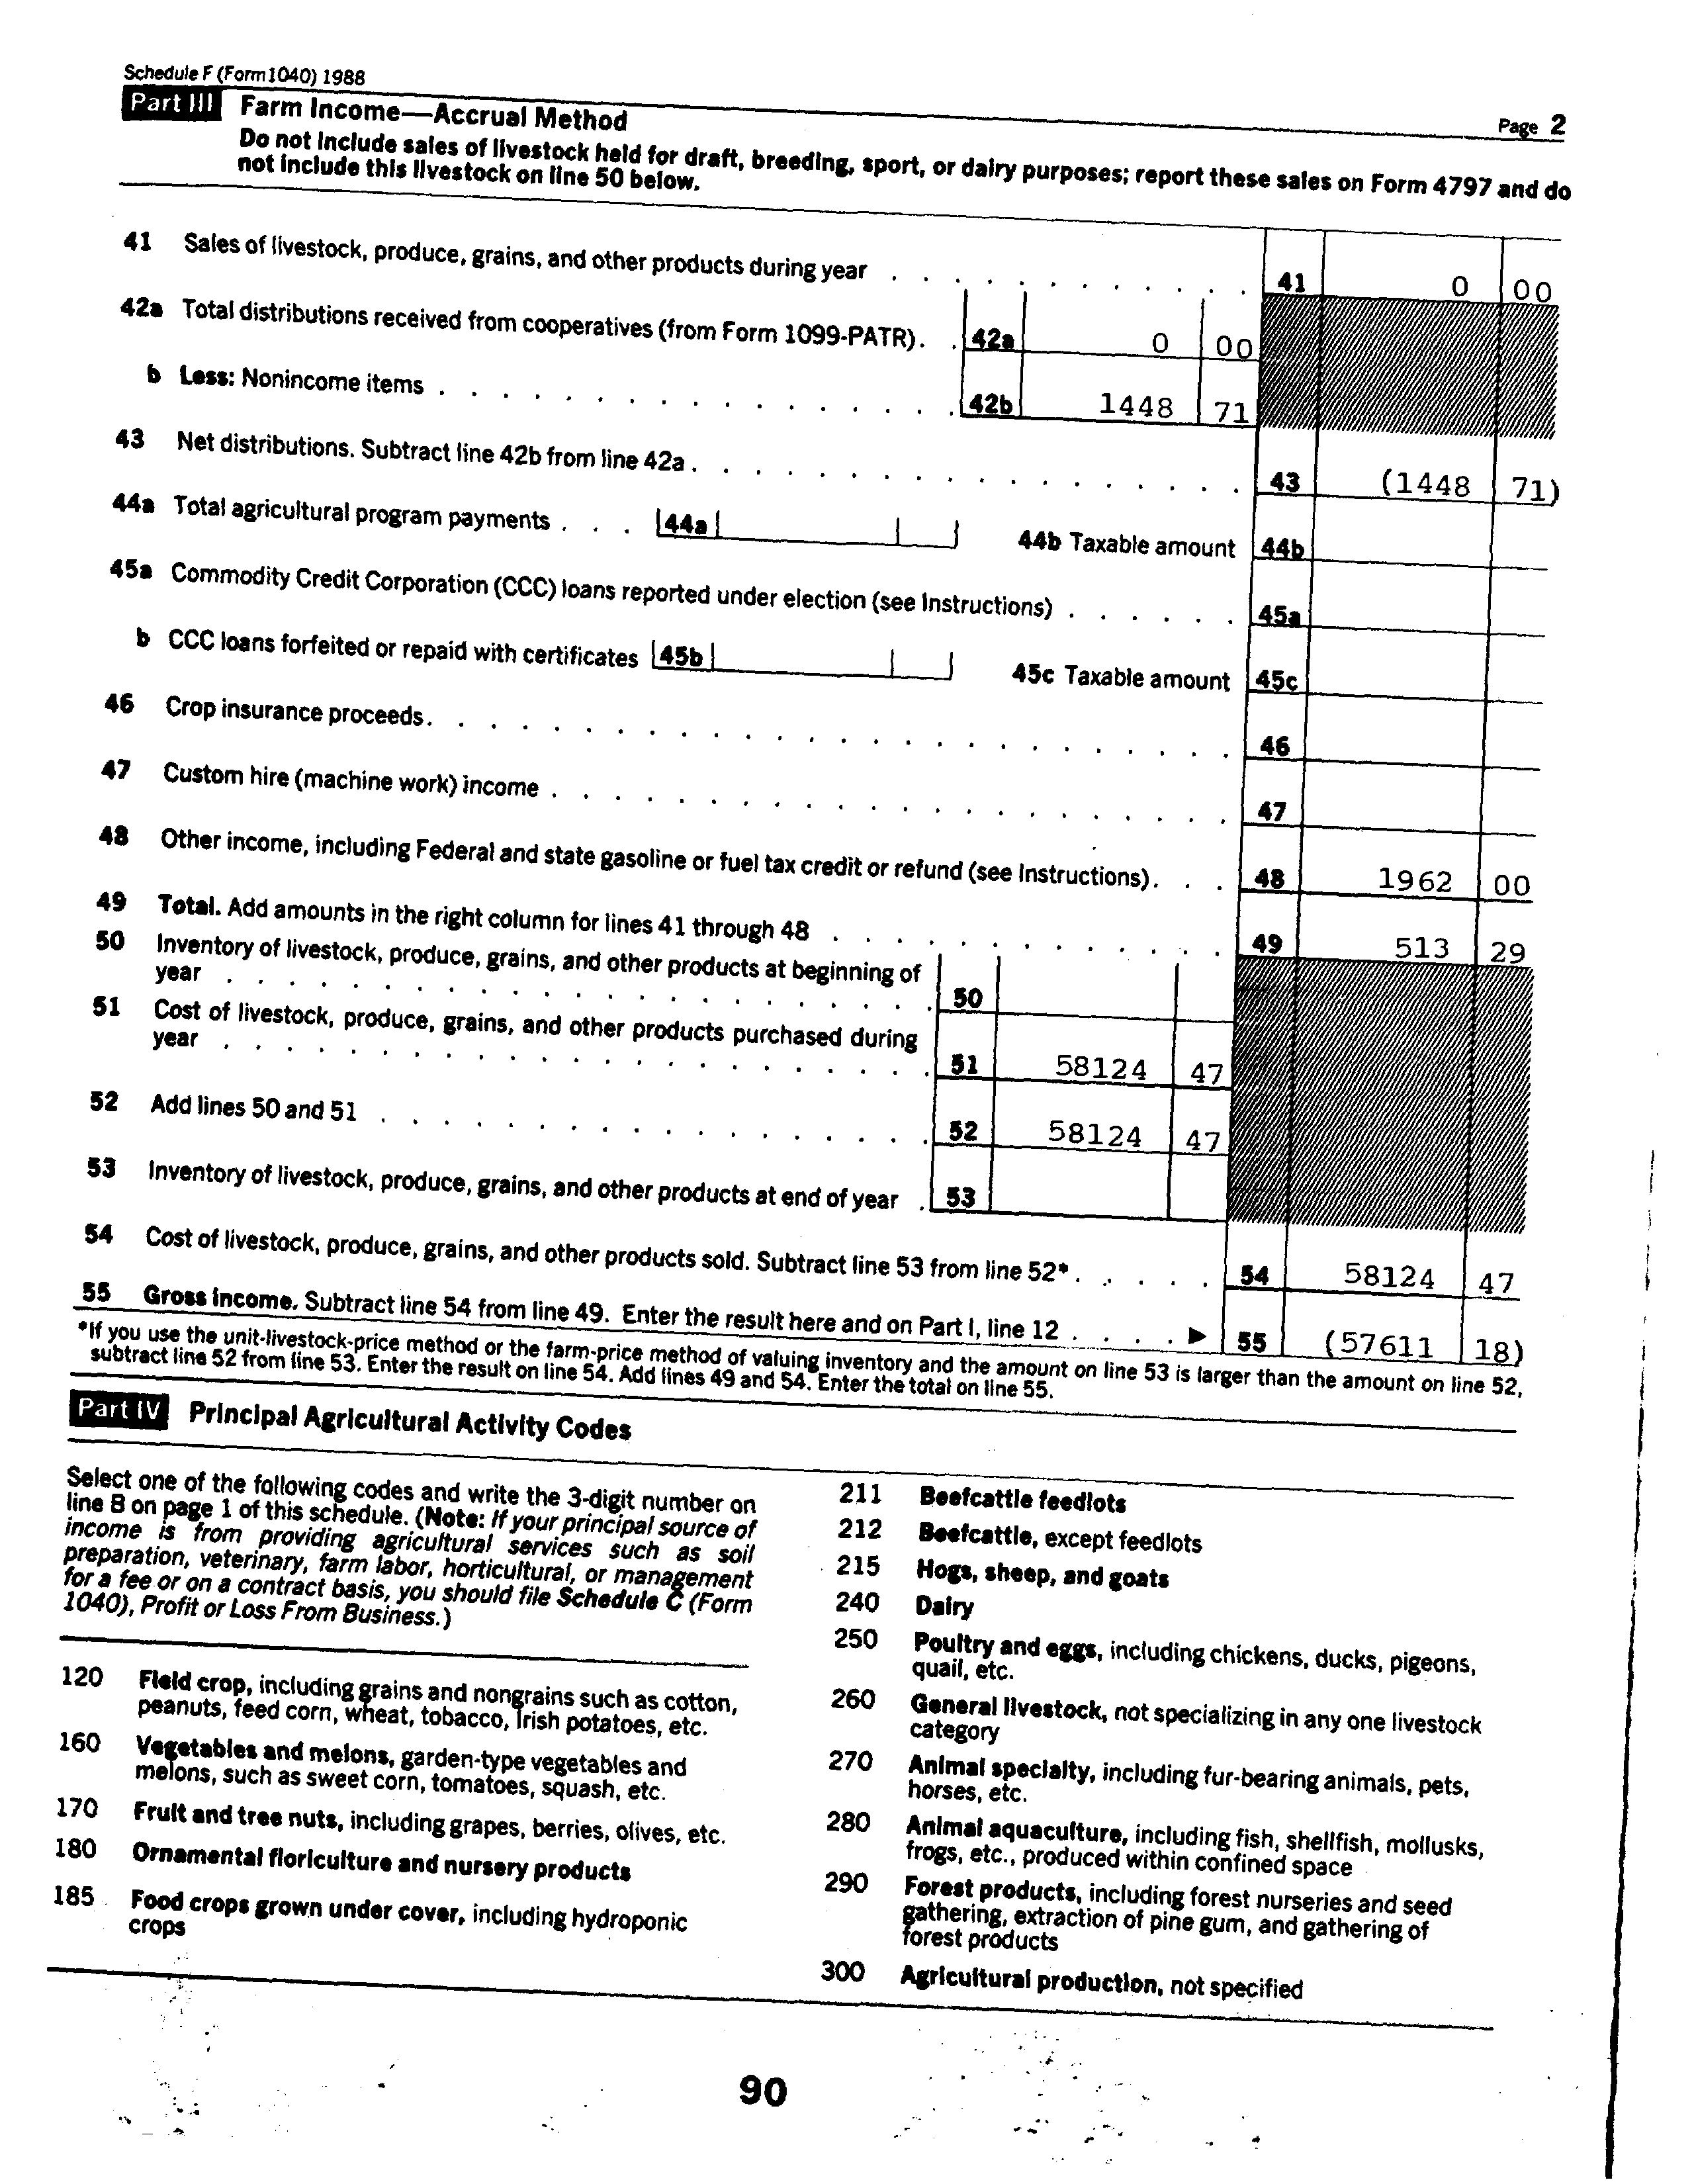 Schedule F (Form 1040) 1988
Page 2
Part III Farm Income—Accrual Method
Do not include sales of livestock held for draft, breeding, sport, or dairy purposes; report these sales on Form 4797 and do
not include this livestock on line 50 below.
41 Sales of livestock, produce, grains, and other products during year . . . . . . . . . . . . 41 0 00
42a Total distributions received from cooperatives (from Form 1099-PATR) . . 42a 0 00
b Less: Nonincome items . . . . . . . . . . . . . . . . . 42b 1448 71
43 Net distributions. Subtract line 42b from line 42a . . . . . . . . . . . . . . . . . . 43 (1448 71)
44a Total agricultural program payments . . . 44a 44b Taxable amount 44b
45a Commodity Credit Corporation (CCC) loans reported under election (see Instructions) . . . . . . 45a
b CCC loans forfeited or repaid with certificates 45b 45c Taxable amount 45c
46 Crop insurance proceeds . . . . . . . . . . . . . . . . . . . . . . . . . . 46
47 Custom hire (machine work) income . . . . . . . . . . . . . . . . . . . . . . 47
48 Other income, including Federal and state gasoline or fuel tax credit or refund (see Instructions) . . . 48 1962 00
49 Total. Add amounts in the right column for lines 41 through 48 . . . . . . . . . . . . . 49 513 29
50 Inventory of livestock, produce, grains, and other products at beginning of
year . . . . . . . . . . . . . . . . . . . . . . . 50
51 Cost of livestock, produce, grains, and other products purchased during
year . . . . . . . . . . . . . . . . . . . . . . . 51 58124 47
52 Add lines 50 and 51 . . . . . . . . . . . . . . . . . . 52 58124 47
53 Inventory of livestock, produce, grains, and other products at end of year . 53
54 Cost of livestock, produce, grains, and other products sold. Subtract line 53 from line 52* . . . . . 54 58124 47
55 Gross income. Subtract line 54 from line 49. Enter the result here and on Part I, line 12 . . . . ▶ 55 (57611 18)
*If you use the unit-livestock-price method or the farm-price method of valuing inventory and the amount on line 53 is larger than the amount on line 52,
subtract line 52 from line 53. Enter the result on line 54. Add lines 49 and 54. Enter the total on line 55.
Part IV Principal Agricultural Activity Codes
Select one of the following codes and write the 3-digit number on
line B on page 1 of this schedule. (Note: If your principal source of
income is from providing agricultural services such as soil
preparation, veterinary, farm labor, horticultural, or management
for a fee or on a contract basis, you should file Schedule C (Form
1040), Profit or Loss From Business.)
120 Field crop, including grains and nongrains such as cotton,
peanuts, feed corn, wheat, tobacco, Irish potatoes, etc.
160 Vegetables and melons, garden-type vegetables and
melons, such as sweet corn, tomatoes, squash, etc.
170 Fruit and tree nuts, including grapes, berries, olives, etc.
180 Ornamental floriculture and nursery products
185 Food crops grown under cover, including hydroponic
crops
211 Beefcattle feedlots
212 Beefcattle, except feedlots
215 Hogs, sheep, and goats
240 Dairy
250 Poultry and eggs, including chickens, ducks, pigeons,
quail, etc.
260 General livestock, not specializing in any one livestock
category
270 Animal specialty, including fur-bearing animals, pets,
horses, etc.
280 Animal aquaculture, including fish, shellfish, mollusks,
frogs, etc., produced within confined space
290 Forest products, including forest nurseries and seed
gathering, extraction of pine gum, and gathering of
forest products
300 Agricultural production, not specified
90